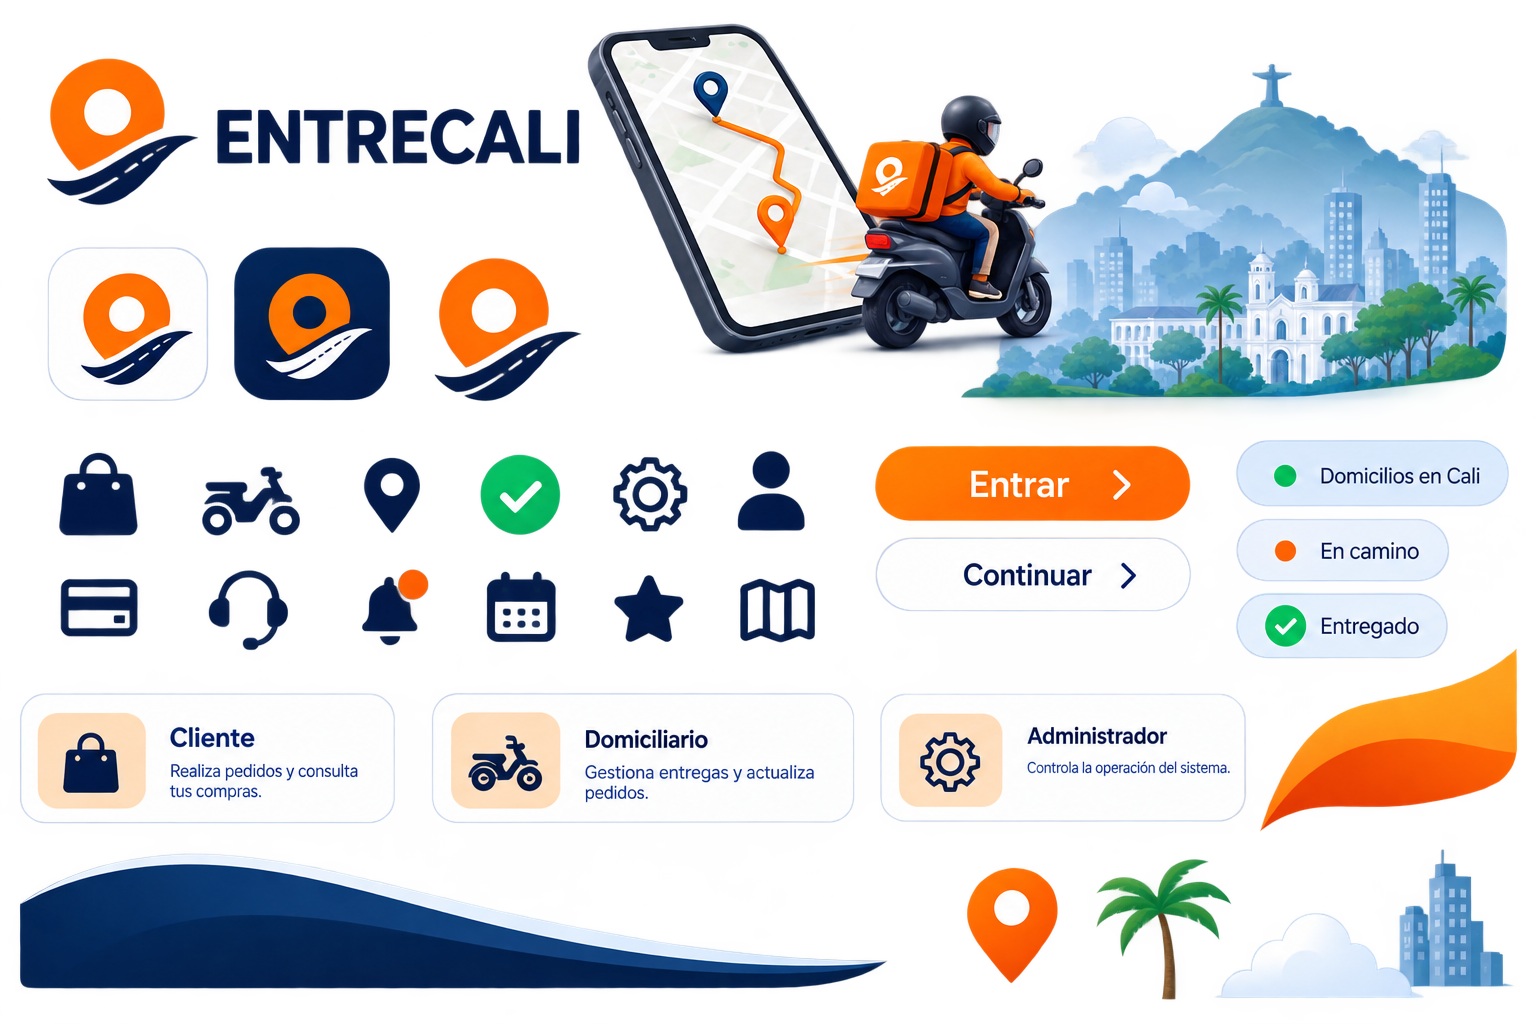 ENTRECALI
Entrar
Continuar
Domicilios en Cali
En camino
Entregado
Cliente
Realiza pedidos y consulta
tus compras.
Domiciliario
Gestiona entregas y actualiza
pedidos.
Administrador
Controla la operación del sistema.